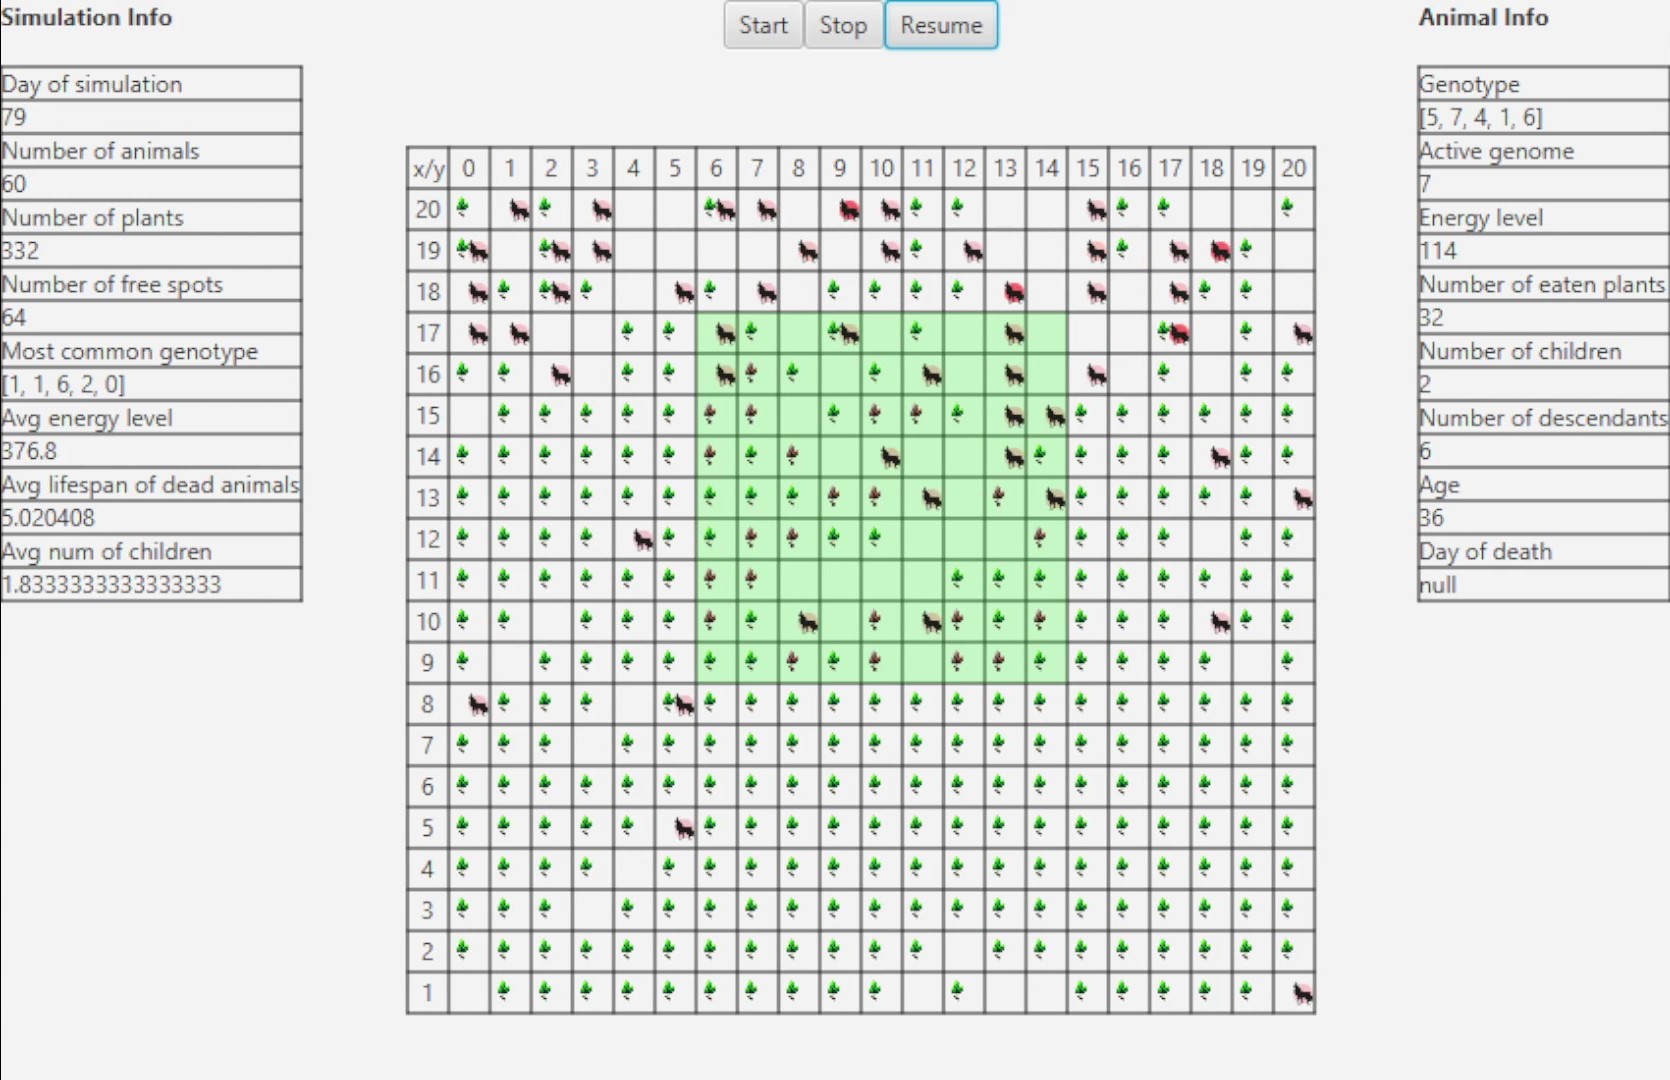 Simulation Info
Start Stop Resume
Animal Info
Day of simulation
79
Number of animals
60
Number of plants
332
Number of free spots
64
Most common genotype
[1, 1, 6, 2, 0]
Avg energy level
376.8
Avg lifespan of dead animals
5.020408
Avg num of children
1.8333333333333333
x/y 0 1 2 3 4 5 6 7 8 9 10 11 12 13 14 15 16 17 18 19 20
20
19
18
17
16
15
14
13
12
11
10
9
8
7
6
5
4
3
2
1
Genotype
[5, 7, 4, 1, 6]
Active genome
7
Energy level
114
Number of eaten plants
32
Number of children
2
Number of descendants
6
Age
36
Day of death
null